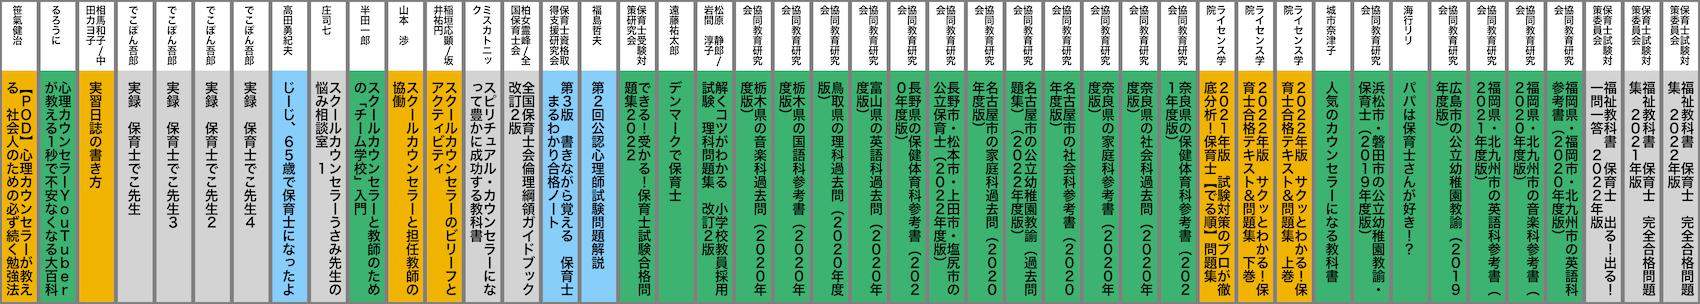 保育士試験対
策委員会
福祉教科書 保育士 完全合格問題
集 2022年版
保育士試験対
策委員会
福祉教科書 保育士 完全合格問題
集 2021年版
保育士試験対
策委員会
福祉教科書 保育士 出る!出る!
一問一答 2022年版
協同教育研究
会
福岡県・福岡市・北九州市の英語科
参考書(2020年度版)
協同教育研究
会
福岡県・北九州市の音楽科参考書(
2020年度版)
協同教育研究
会
福岡県・北九州市の英語科参考書(
2021年度版)
協同教育研究
会
広島市の公立幼稚園教諭(2019
年度版)
海行リリ
パパは保育士さんが好き!?
協同教育研究
会
浜松市・磐田市の公立幼稚園教諭・
保育士(2019年度版)
城市奈津子
人気のカウンセラーになる教科書
ライセンス学
院
2022年版 サクッとわかる!保
育士合格テキスト&問題集 上巻
ライセンス学
院
2022年版 サクッとわかる!保
育士合格テキスト&問題集 下巻
ライセンス学
院
2021年版 試験対策のプロが徹
底分析!保育士【でる順】問題集
協同教育研究
会
奈良県の保健体育科参考書(202
1年度版)
協同教育研究
会
奈良県の音楽科過去問(2020年
度版)
協同教育研究
会
奈良県の家庭科参考書(2020年
度版)
協同教育研究
会
名古屋市の社会科参考書(2020
年度版)
協同教育研究
会
名古屋市の公立幼稚園教諭(過去問
題集)(2022年度版)
協同教育研究
会
名古屋市の家庭科過去問(2020
年度版)
協同教育研究
会
長野市・松本市・上田市・塩尻市の
公立保育士(2022年度版)
協同教育研究
会
長野県の保健体育科参考書(202
0年度版)
協同教育研究
会
富山県の英語科過去問(2020年
度版)
協同教育研究
会
鳥取県の理科過去問(2020年度
版)
協同教育研究
会
栃木県の国語科参考書(2020年
度版)
協同教育研究
会
栃木県の音楽科過去問(2020年
度版)
松原 静郎/
岩間 淳子
解くコツがわかる 小学校教員採用
試験 理科問題集 改訂2版
遠藤祐太郎
デンマークで保育士
保育士受験対
策研究会
できる!受かる!保育士試験合格問
題集2022
福島哲夫
第2回公認心理師試験問題解説
保育士資格取
得支援研究会
第3版 書きながら覚える 保育士
まるわかり合格ノート
柏女霊峰/全
国保育士会
全国保育士会倫理綱領ガイドブック
改訂2版
ミスカトニッ
ク
スピリチュアル・カウンセラーにな
って豊かに成功する教科書
稲垣応顕/坂
井祐円
スクールカウンセラーのビリーフと
アクティビティ
山本 渉
スクールカウンセラーと担任教師の
協働
半田一郎
スクールカウンセラーと教師のため
の「チーム学校」入門
庄司七
スクールカウンセラーうさみ先生の
悩み相談室 1
高田勇紀夫
じーじ、65歳で保育士になったよ
でこぽん吾郎
実録 保育士でこ先生4
でこぽん吾郎
実録 保育士でこ先生2
でこぽん吾郎
実録 保育士でこ先生3
でこぽん吾郎
実録 保育士でこ先生
相馬和子/中
田カヨ子
実習日誌の書き方
るろうに
心理カウンセラーYouTuber
が教える1秒で不安なくなる大百科
笹氣健治
【POD】心理カウンセラーが教え
る 社会人のための必ず続く勉強法